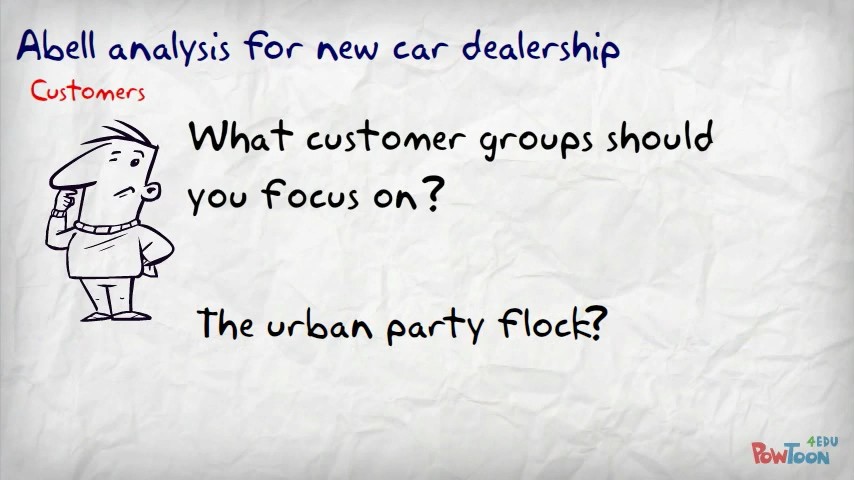 Abell analysis for new car dealership
Customers
What customer groups should
you focus on?
The urban party flock?
4EDU
POWTOON